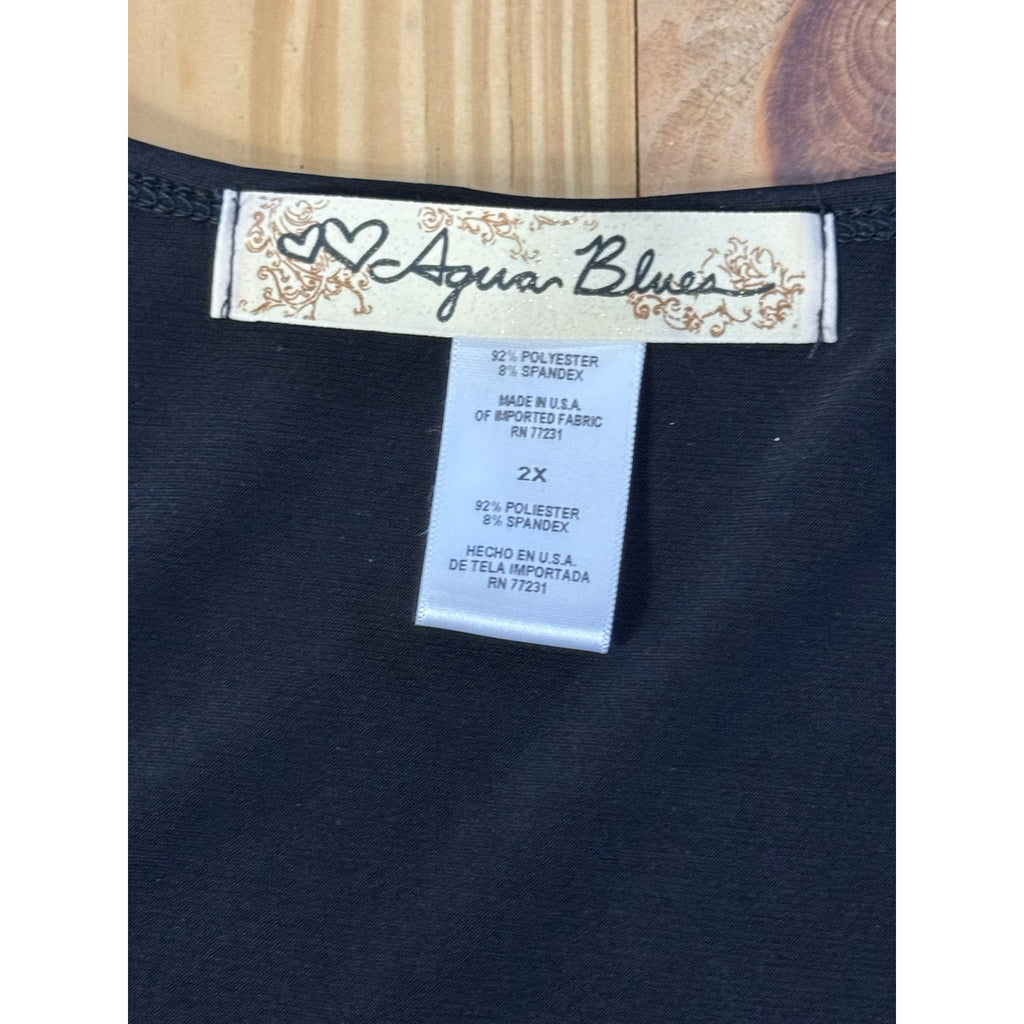 Agua Blues
92% POLYESTER
8% SPANDEX
MADE IN U.S.A.
OF IMPORTED FABRIC
RN 77231
2X
92% POLIESTER
8% SPANDEX
HECHO EN U.S.A.
DE TELA IMPORTADA
RN 77231